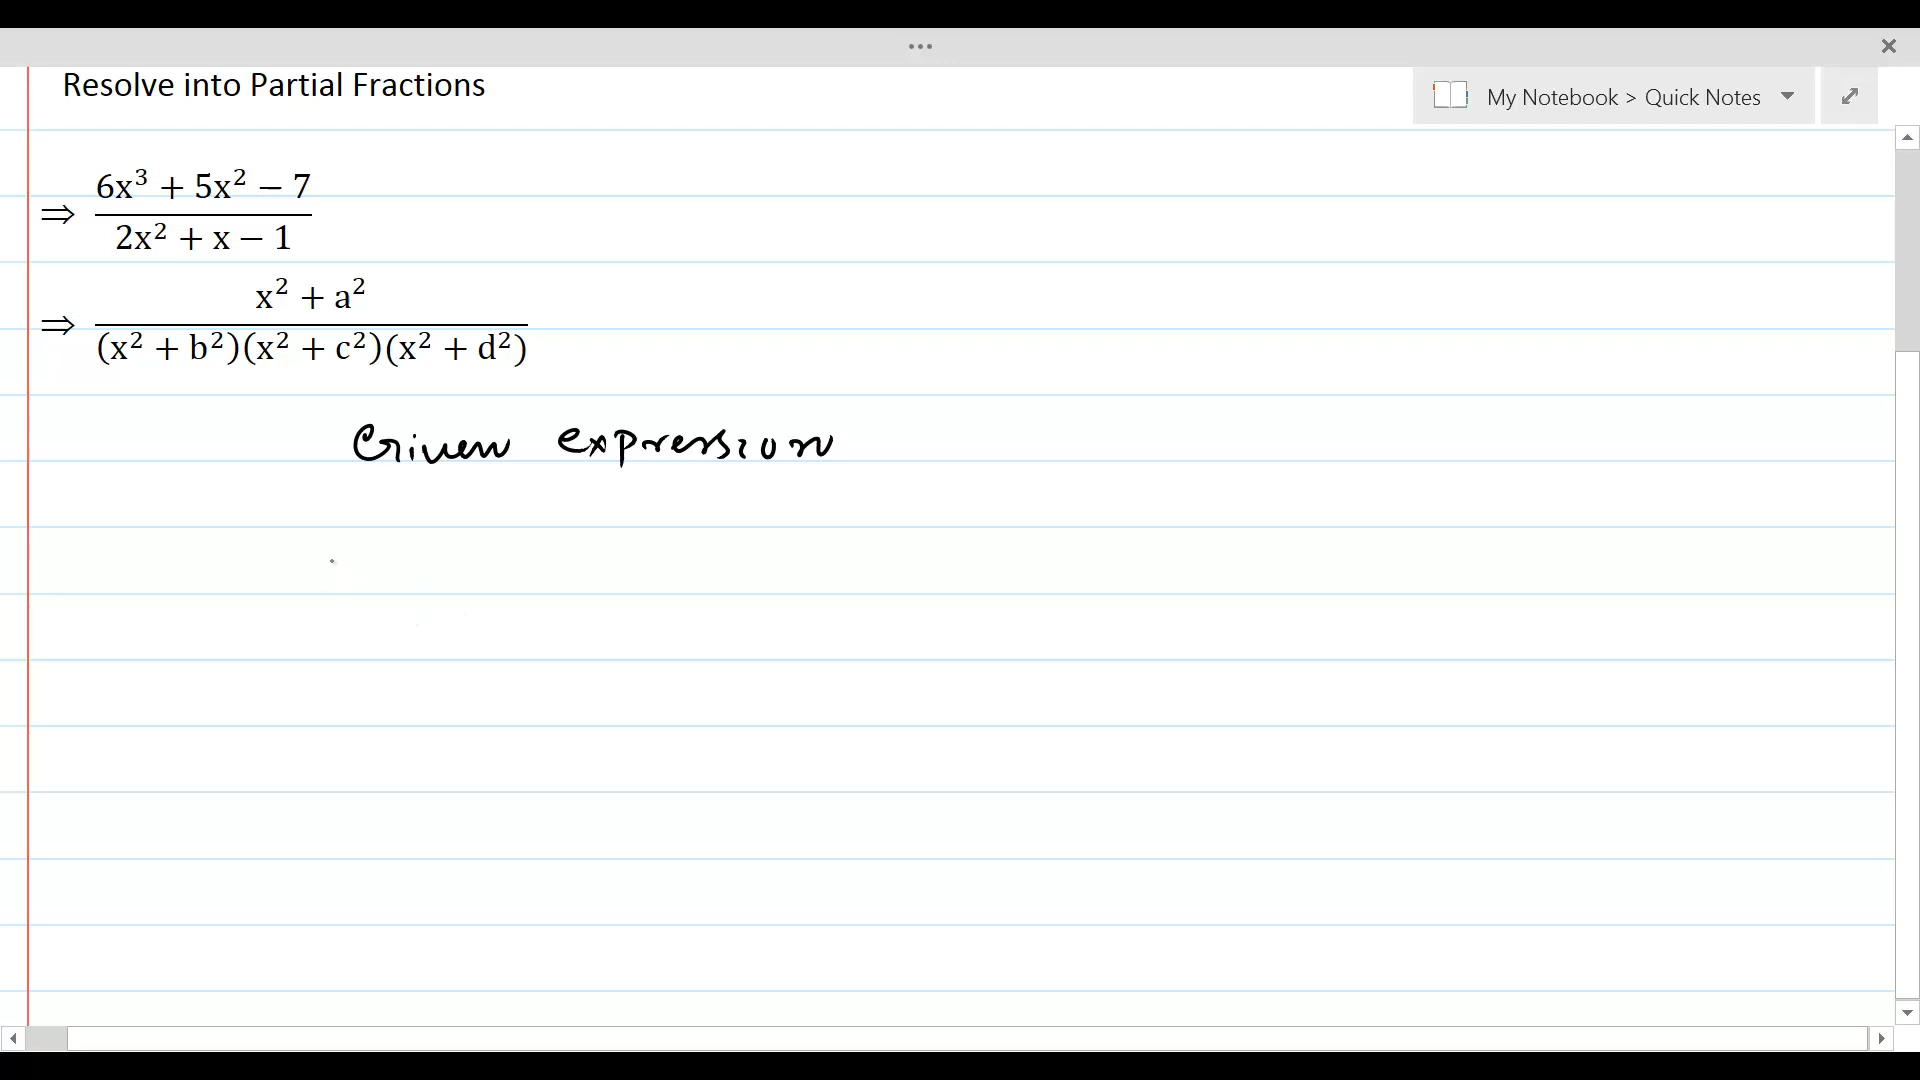 Resolve into Partial Fractions
My Notebook > Quick Notes
⇒ (6x³ + 5x² − 7)/(2x² + x − 1)
⇒ (x² + a²)/((x² + b²)(x² + c²)(x² + d²))
Given expression